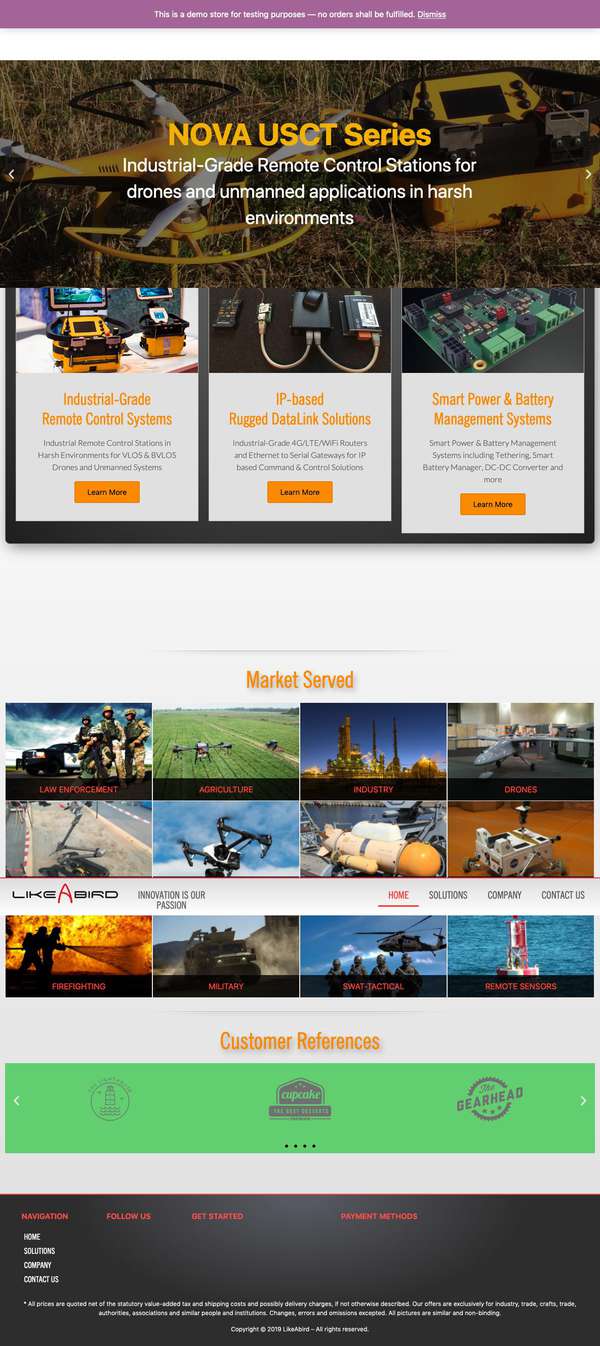 This is a demo store for testing purposes — no orders shall be fulfilled. Dismiss
NOVA USCT Series
Industrial-Grade Remote Control Stations for
drones and unmanned applications in harsh
environments
Industrial-Grade
Remote Control Systems
Industrial Remote Control Stations in
Harsh Environments for VLOS & BVLOS
Drones and Unmanned Systems
Learn More
IP-based
Rugged DataLink Solutions
Industrial-Grade 4G/LTE/WiFi Routers
and Ethernet to Serial Gateways for IP
based Command & Control Solutions
Learn More
Smart Power & Battery
Management Systems
Smart Power & Battery Management
Systems including Tethering, Smart
Battery Manager, DC-DC Converter and
more
Learn More
Market Served
LAW ENFORCEMENT
AGRICULTURE
INDUSTRY
DRONES
LIKEABIRD
INNOVATION IS OUR
PASSION
HOME
SOLUTIONS
COMPANY
CONTACT US
FIREFIGHTING
MILITARY
SWAT-TACTICAL
REMOTE SENSORS
Customer References
THE LIGHTHOUSE
cupcake
THE BEST DESSERTS
The
GEARHEAD
NAVIGATION
HOME
SOLUTIONS
COMPANY
CONTACT US
FOLLOW US
GET STARTED
PAYMENT METHODS
* All prices are quoted net of the statutory value-added tax and shipping costs and possibly delivery charges, if not otherwise described. Our offers are exclusively for industry, trade, crafts, trade,
authorities, associations and similar people and institutions. Changes, errors and omissions excepted. All pictures are similar and non-binding.
Copyright © 2019 LikeAbird – All rights reserved.